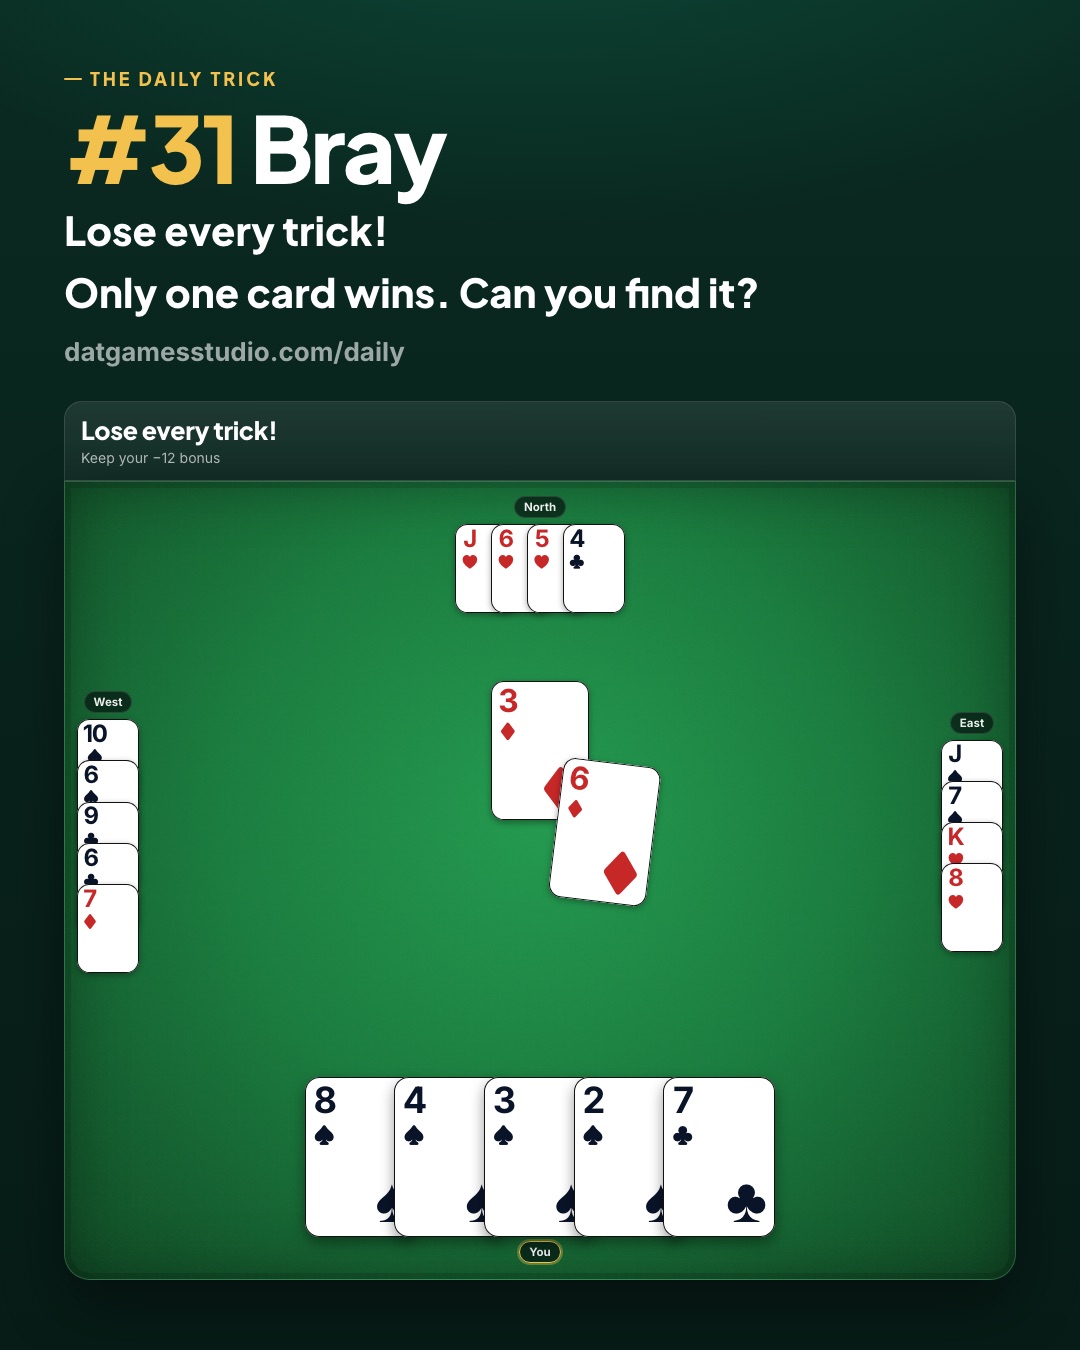 — THE DAILY TRICK
#31 Bray
Lose every trick!
Only one card wins. Can you find it?
datgamesstudio.com/daily
Lose every trick!
Keep your −12 bonus
North
J 6 5 4
West
10
6
9
6
7
3
6
East
J
7
K
8
8 4 3 2 7
You